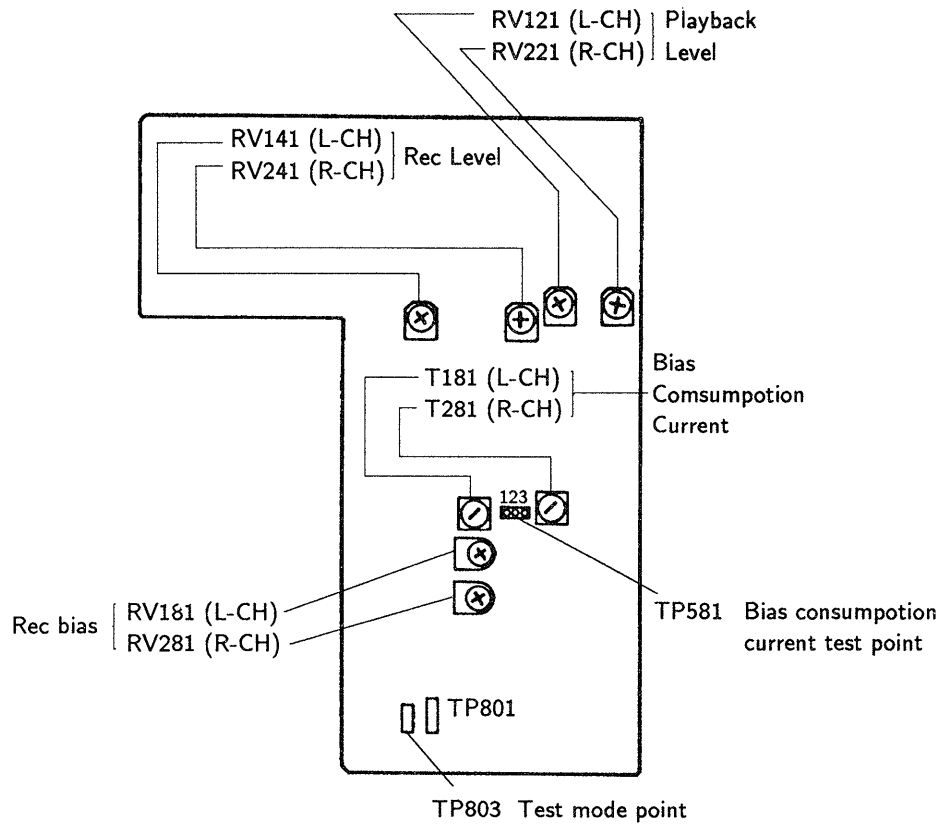 RV121 (L-CH) Playback
RV221 (R-CH) Level
RV141 (L-CH) Rec Level
RV241 (R-CH)
T181 (L-CH)
T281 (R-CH)
Bias
Comsumpotion
Current
123
Rec bias
RV181 (L-CH)
RV281 (R-CH)
TP581 Bias consumpotion
current test point
TP801
TP803 Test mode point